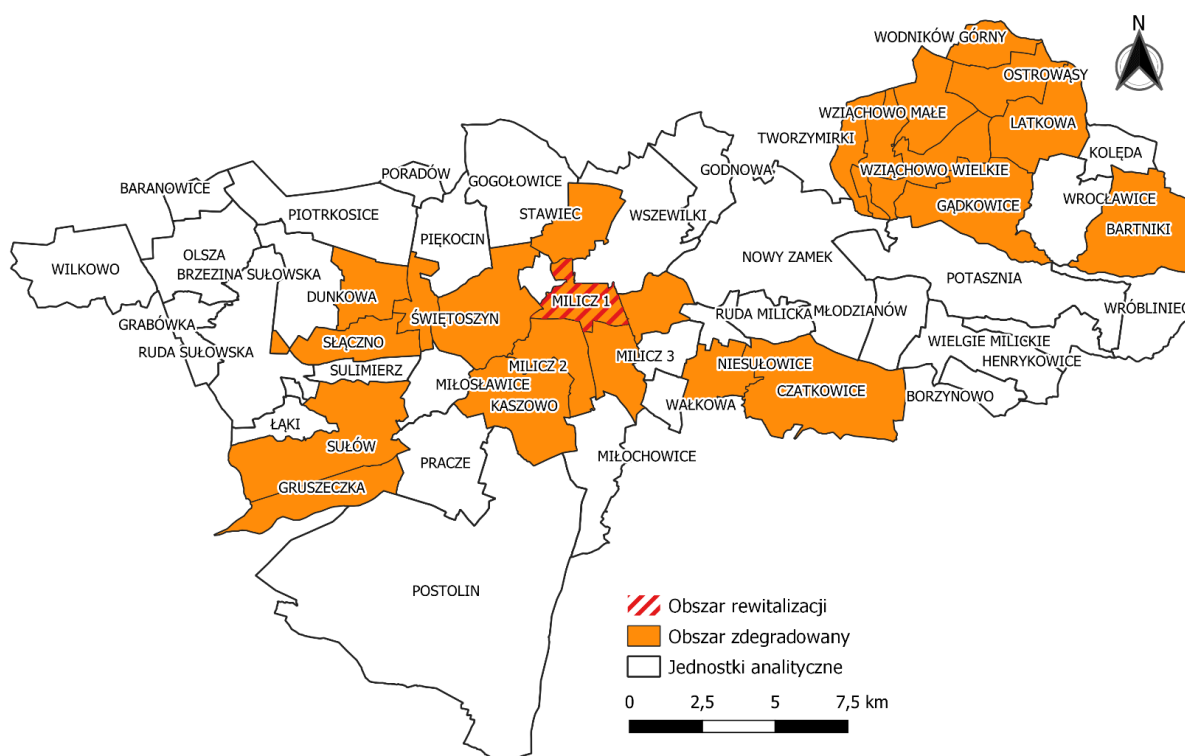 N
WODNIKÓW GÓRNY
OSTROWĄSY
WZIĄCHOWO MAŁE
LATKOWA
TWORZYMIRKI
KOLĘDA
PORADÓW
GODNOWA
GOGOŁOWICE
WZIĄCHOWO WIELKIE
BARANOWICE
WROCŁAWICE
GĄDKOWICE
PIOTRKOSICE
STAWIEC
WSZEWILKI
BARTNIKI
PIĘKOCIN
OLSZA
NOWY ZAMEK
WILKOWO
BRZEZINA SUŁOWSKA
POTASZNIA
DUNKOWA
MILICZ 1
WRÓBLINIEC
GRABÓWKA
ŚWIĘTOSZYN
RUDA MILICKA
MŁODZIANÓW
SŁĄCZNO
WIELGIE MILICKIE
RUDA SUŁOWSKA
MILICZ 3
HENRYKOWICE
SULIMIERZ
MILICZ 2
NIESUŁOWICE
MIŁOSŁAWICE
CZATKOWICE
KASZOWO
WAŁKOWA
BORZYNOWO
ŁĄKI
SUŁÓW
MIŁOCHOWICE
PRACZE
GRUSZECZKA
POSTOLIN
Obszar rewitalizacji
Obszar zdegradowany
Jednostki analityczne
0 2,5 5 7,5 km